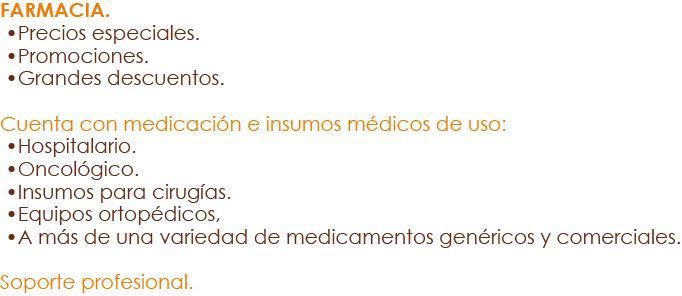 FARMACIA.
•Precios especiales.
•Promociones.
•Grandes descuentos.
Cuenta con medicación e insumos médicos de uso:
•Hospitalario.
•Oncológico.
•Insumos para cirugías.
•Equipos ortopédicos,
•A más de una variedad de medicamentos genéricos y comerciales.
Soporte profesional.